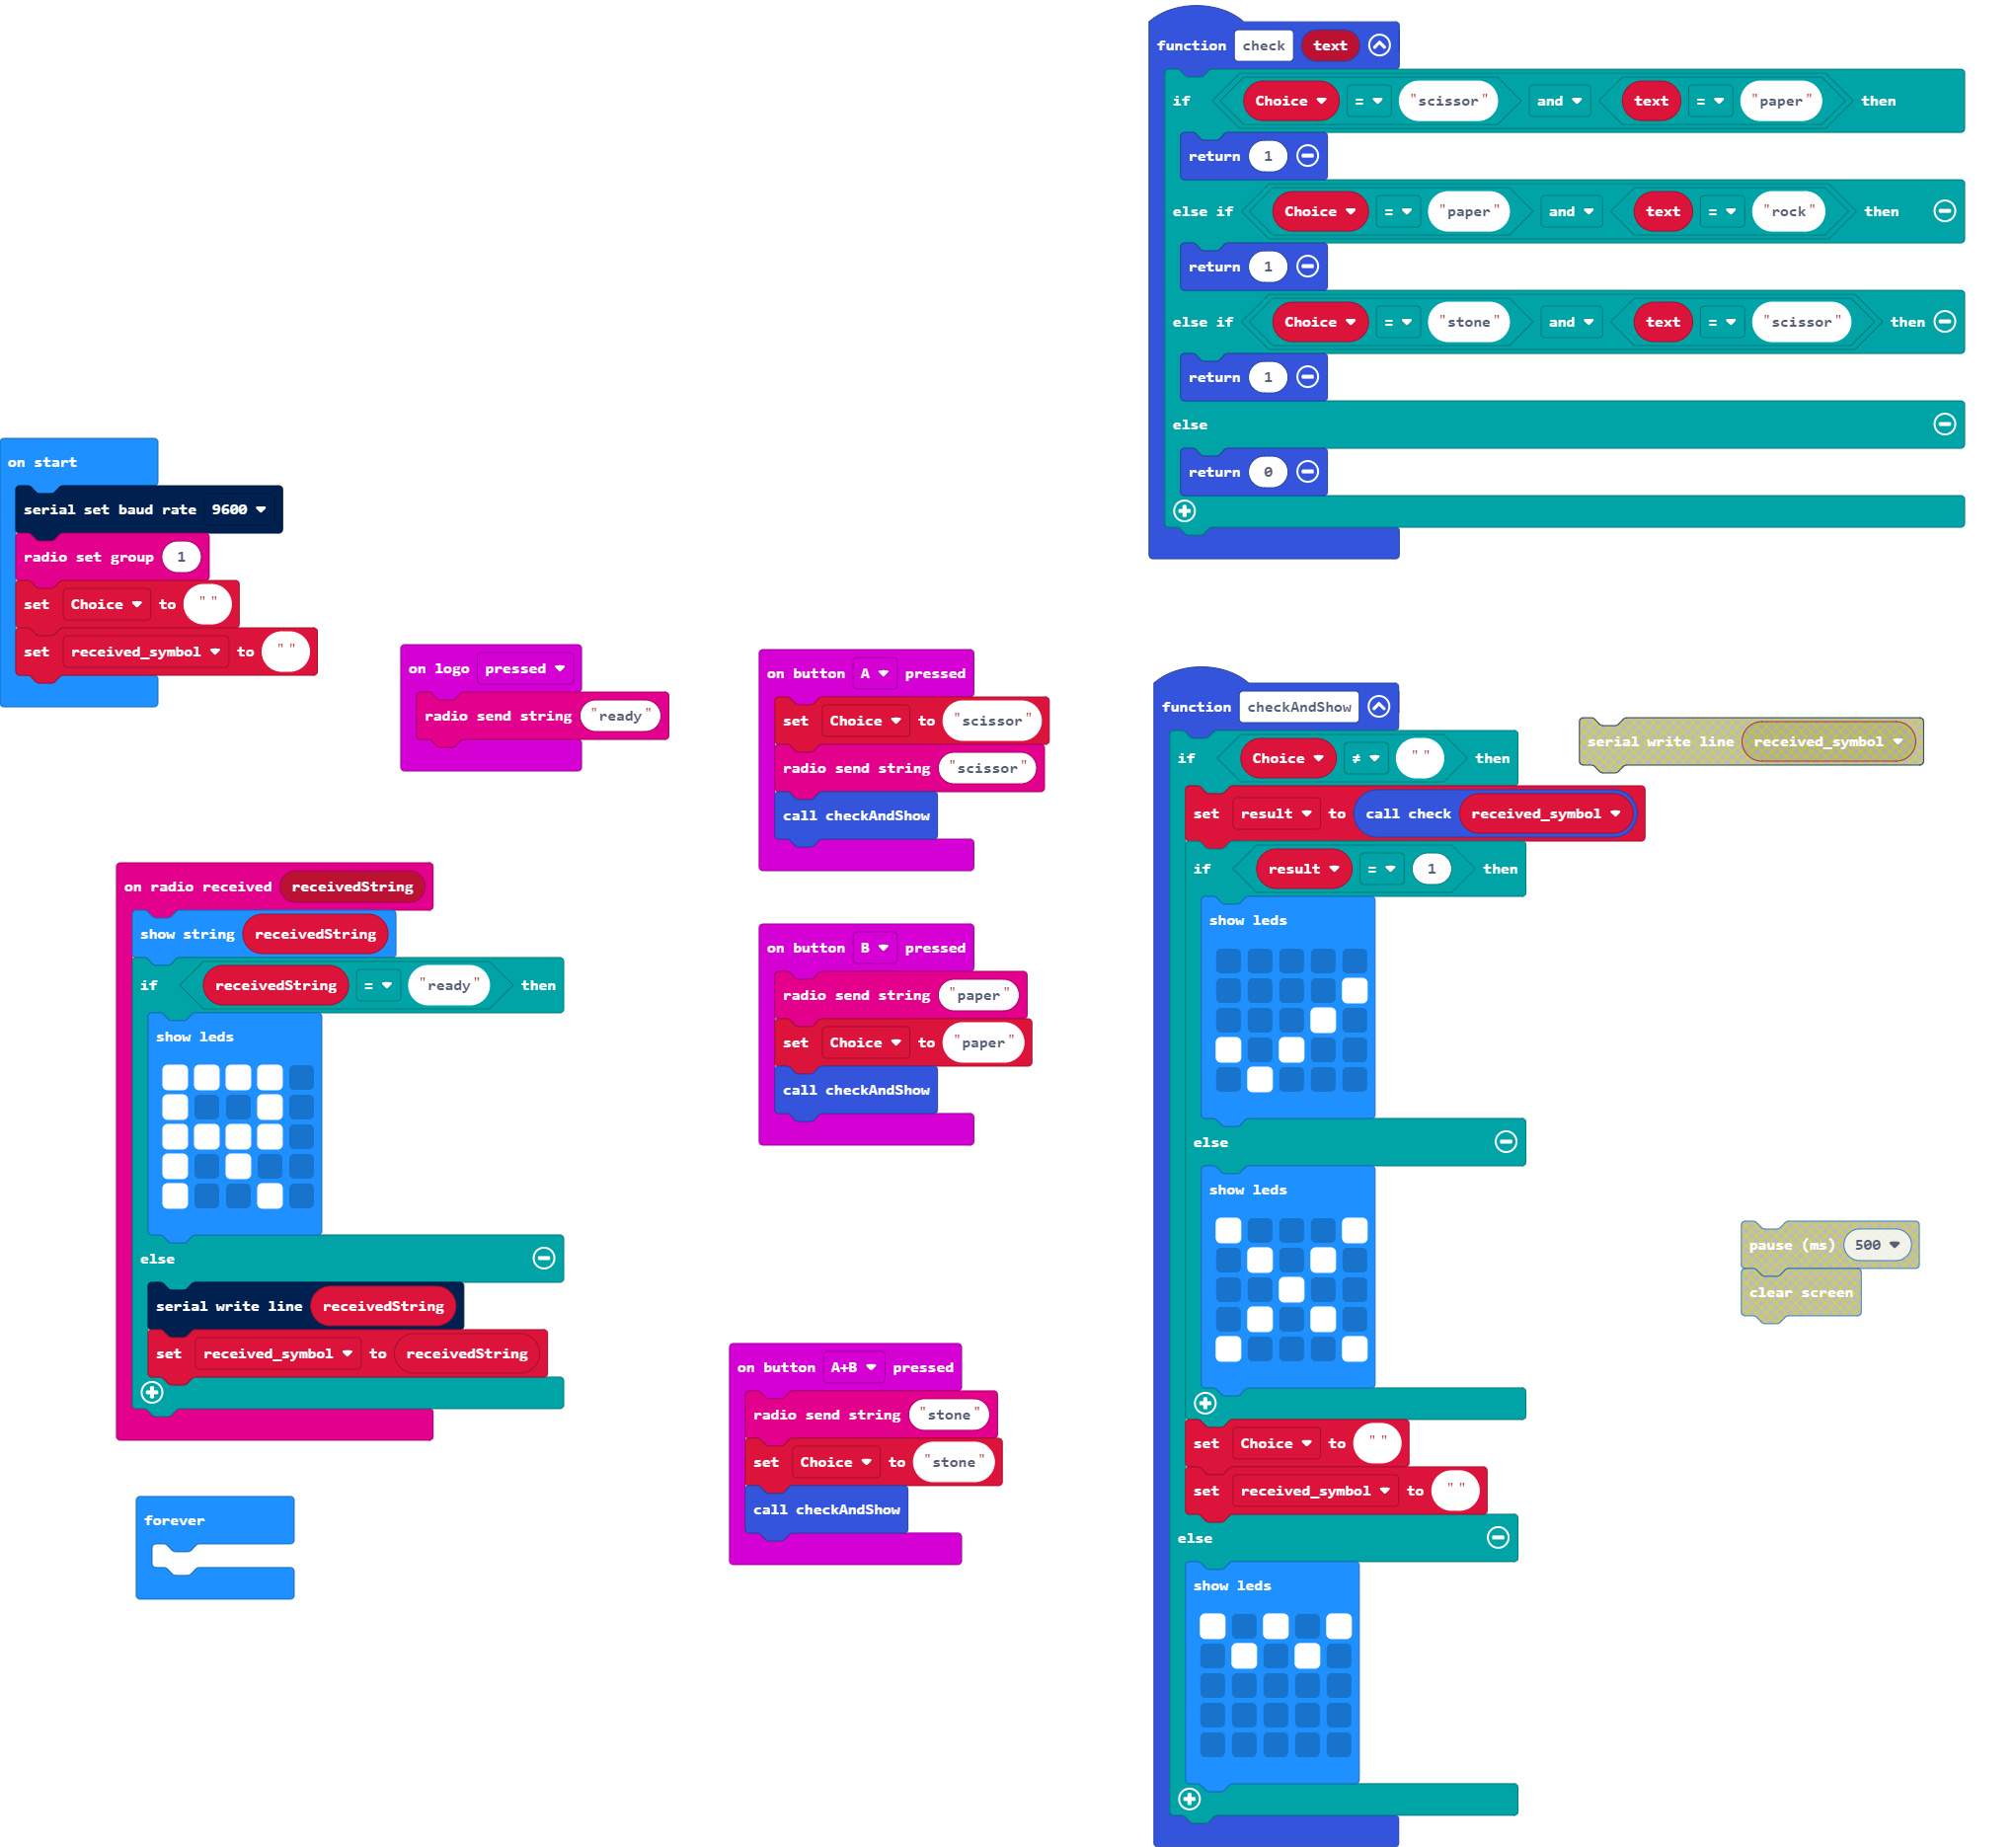 on start
serial set baud rate 9600
radio set group 1
set Choice to " "
set received_symbol to " "
on logo pressed
radio send string "ready"
on radio received receivedString
show string receivedString
if receivedString = "ready" then
show leds
else
serial write line receivedString
set received_symbol to receivedString
forever
on button A pressed
set Choice to "scissor"
radio send string "scissor"
call checkAndShow
on button B pressed
radio send string "paper"
set Choice to "paper"
call checkAndShow
on button A+B pressed
radio send string "stone"
set Choice to "stone"
call checkAndShow
function check text
if Choice = "scissor" and text = "paper" then
return 1
else if Choice = "paper" and text = "rock" then
return 1
else if Choice = "stone" and text = "scissor" then
return 1
else
return 0
function checkAndShow
if Choice ≠ " " then
set result to call check received_symbol
if result = 1 then
show leds
else
show leds
set Choice to " "
set received_symbol to " "
else
show leds
serial write line received_symbol
pause (ms) 500
clear screen